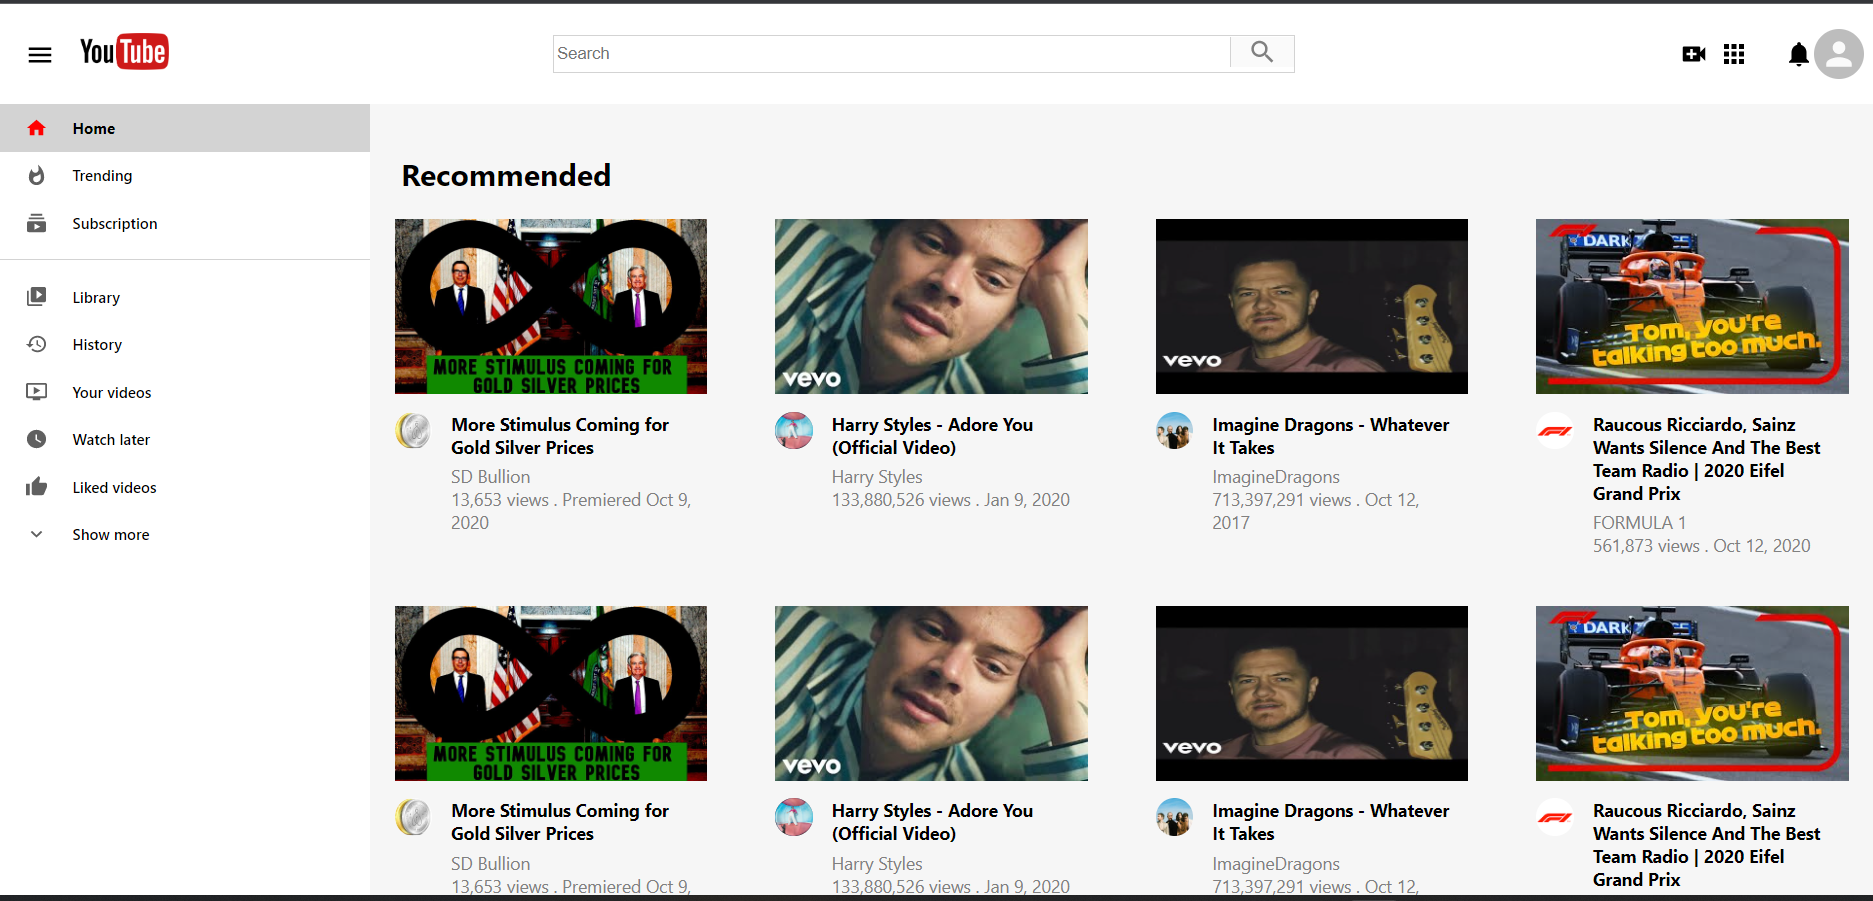 YouTube
Search
Home
Trending
Subscription
Library
History
Your videos
Watch later
Liked videos
Show more
Recommended
MORE STIMULUS COMING FOR
GOLD SILVER PRICES
vevo
vevo
DARK
Tom, you're
talking too much.
More Stimulus Coming for
Gold Silver Prices
SD Bullion
13,653 views . Premiered Oct 9,
2020
Harry Styles - Adore You
(Official Video)
Harry Styles
133,880,526 views . Jan 9, 2020
Imagine Dragons - Whatever
It Takes
ImagineDragons
713,397,291 views . Oct 12,
2017
Raucous Ricciardo, Sainz
Wants Silence And The Best
Team Radio | 2020 Eifel
Grand Prix
FORMULA 1
561,873 views . Oct 12, 2020
MORE STIMULUS COMING FOR
GOLD SILVER PRICES
vevo
vevo
DARK
Tom, you're
talking too much.
More Stimulus Coming for
Gold Silver Prices
SD Bullion
13,653 views . Premiered Oct 9,
Harry Styles - Adore You
(Official Video)
Harry Styles
133,880,526 views . Jan 9, 2020
Imagine Dragons - Whatever
It Takes
ImagineDragons
713,397,291 views . Oct 12,
Raucous Ricciardo, Sainz
Wants Silence And The Best
Team Radio | 2020 Eifel
Grand Prix